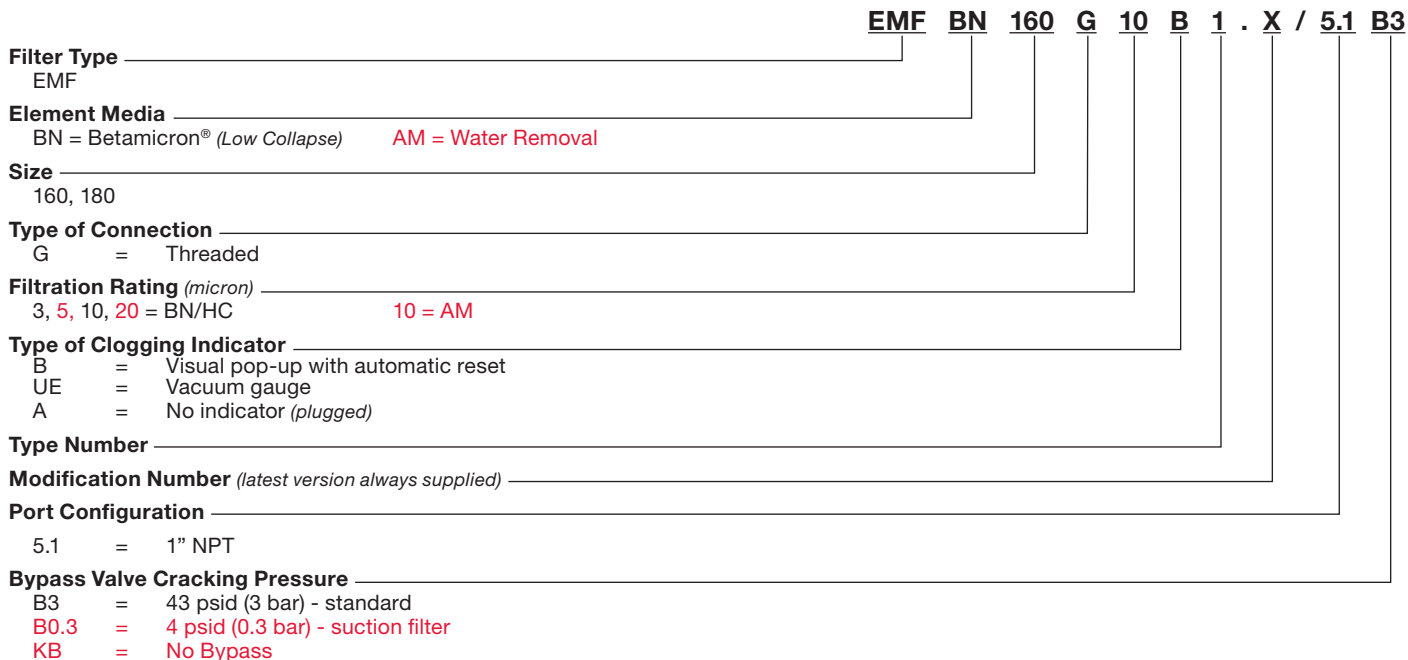 EMF BN 160 G 10 B 1 . X / 5.1 B3
Filter Type
EMF
Element Media
BN = Betamicron® (Low Collapse) AM = Water Removal
Size
160, 180
Type of Connection
G = Threaded
Filtration Rating (micron)
3, 5, 10, 20 = BN/HC 10 = AM
Type of Clogging Indicator
B = Visual pop-up with automatic reset
UE = Vacuum gauge
A = No indicator (plugged)
Type Number
Modification Number (latest version always supplied)
Port Configuration
5.1 = 1” NPT
Bypass Valve Cracking Pressure
B3 = 43 psid (3 bar) - standard
B0.3 = 4 psid (0.3 bar) - suction filter
KB = No Bypass